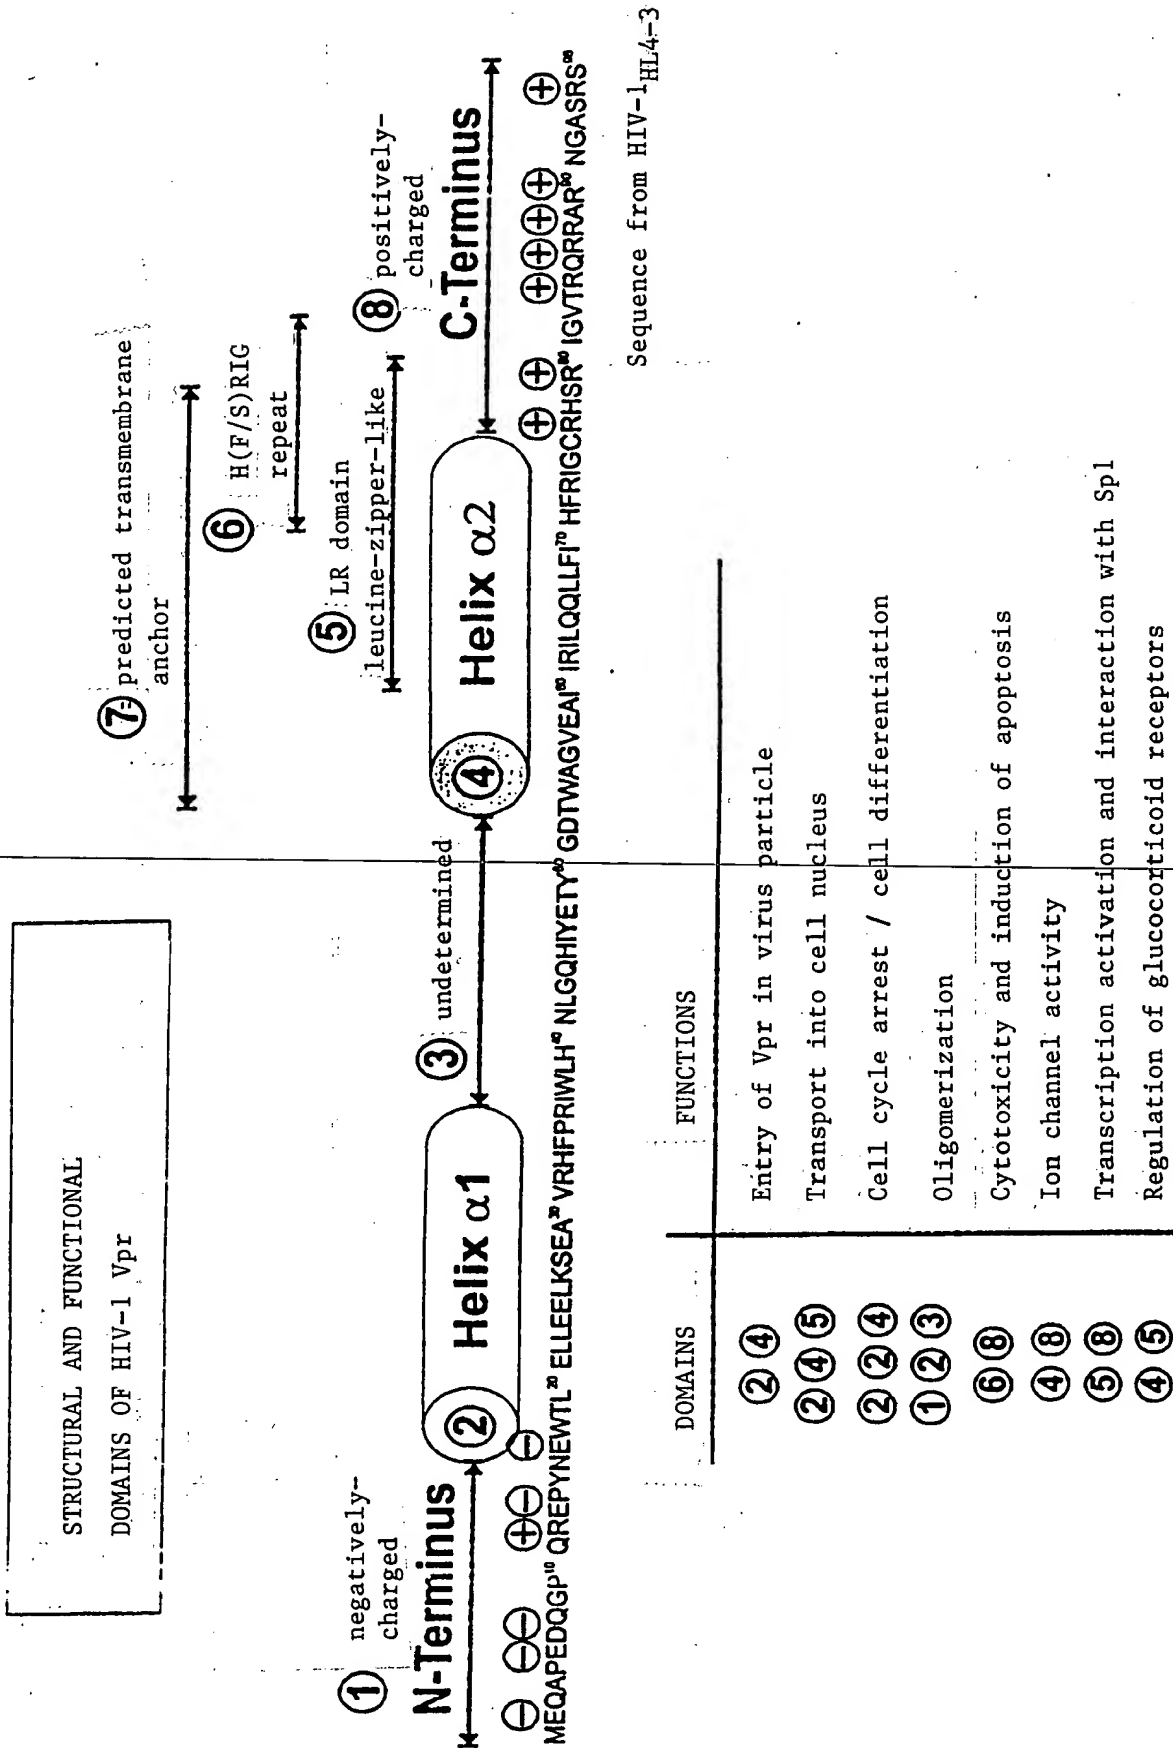 STRUCTURAL AND FUNCTIONAL
DOMAINS OF HIV-1 Vpr
⑦ predicted transmembrane
anchor
⑥ H(F/S)RIG
repeat
⑤ LR domain
leucine-zipper-like
① negatively-
charged
③ undetermined
⑧ positively-
charged
N-Terminus
② Helix α1
④ Helix α2
C-Terminus
⊖ ⊖⊖ ⊕⊖ ⊖ ⊕ ⊕ ⊕⊕⊕⊕ ⊕
MEQAPEDQGP¹⁰ QREPYNEWTL²⁰ ELLEELKSEA³⁰ VRHFPRIWLH⁴⁰ NLGQHIYETY⁵⁰ GDTWAGVEAI⁶⁰ IRILQQLLFI⁷⁰ HFRIGCRHSR⁸⁰ IGVTRQRRAR⁹⁰ NGASRS⁹⁶
Sequence from HIV-1HL4-3
DOMAINS FUNCTIONS
②④ Entry of Vpr in virus particle
②④⑤ Transport into cell nucleus
②②④ Cell cycle arrest / cell differentiation
①②③ Oligomerization
⑥⑧ Cytotoxicity and induction of apoptosis
④⑧ Ion channel activity
⑤⑧ Transcription activation and interaction with Sp1
④⑤ Regulation of glucocorticoid receptors